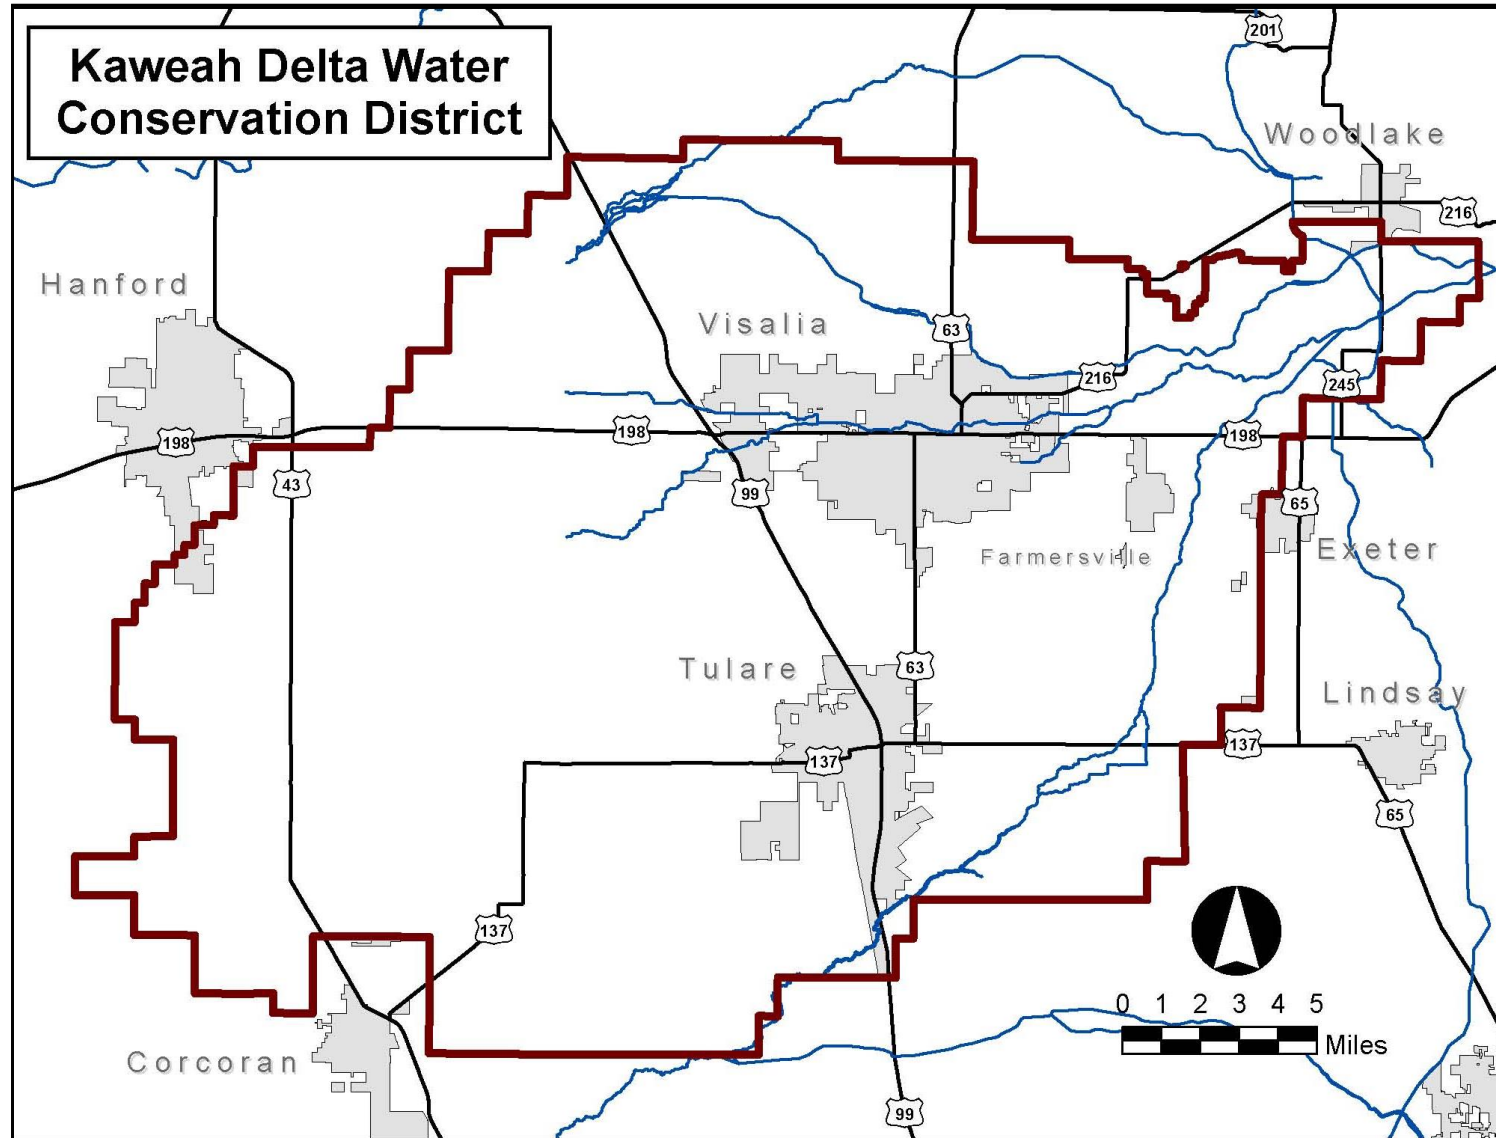 Kaweah Delta Water
Conservation District
201
Woodlake
216
Hanford
Visalia
63
216
245
198
198
198
43
99
65
Farmersville
Exeter
Tulare
63
Lindsay
137
137
65
137
0 1 2 3 4 5
Miles
Corcoran
99